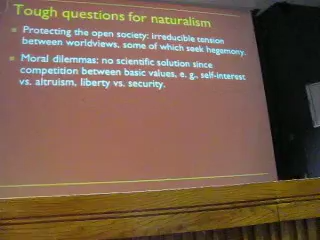 Tough questions for naturalism
Protecting the open society: irreducible tension
between worldviews, some of which seek hegemony.
Moral dilemmas: no scientific solution since
competition between basic values, e. g., self-interest
vs. altruism, liberty vs. security.